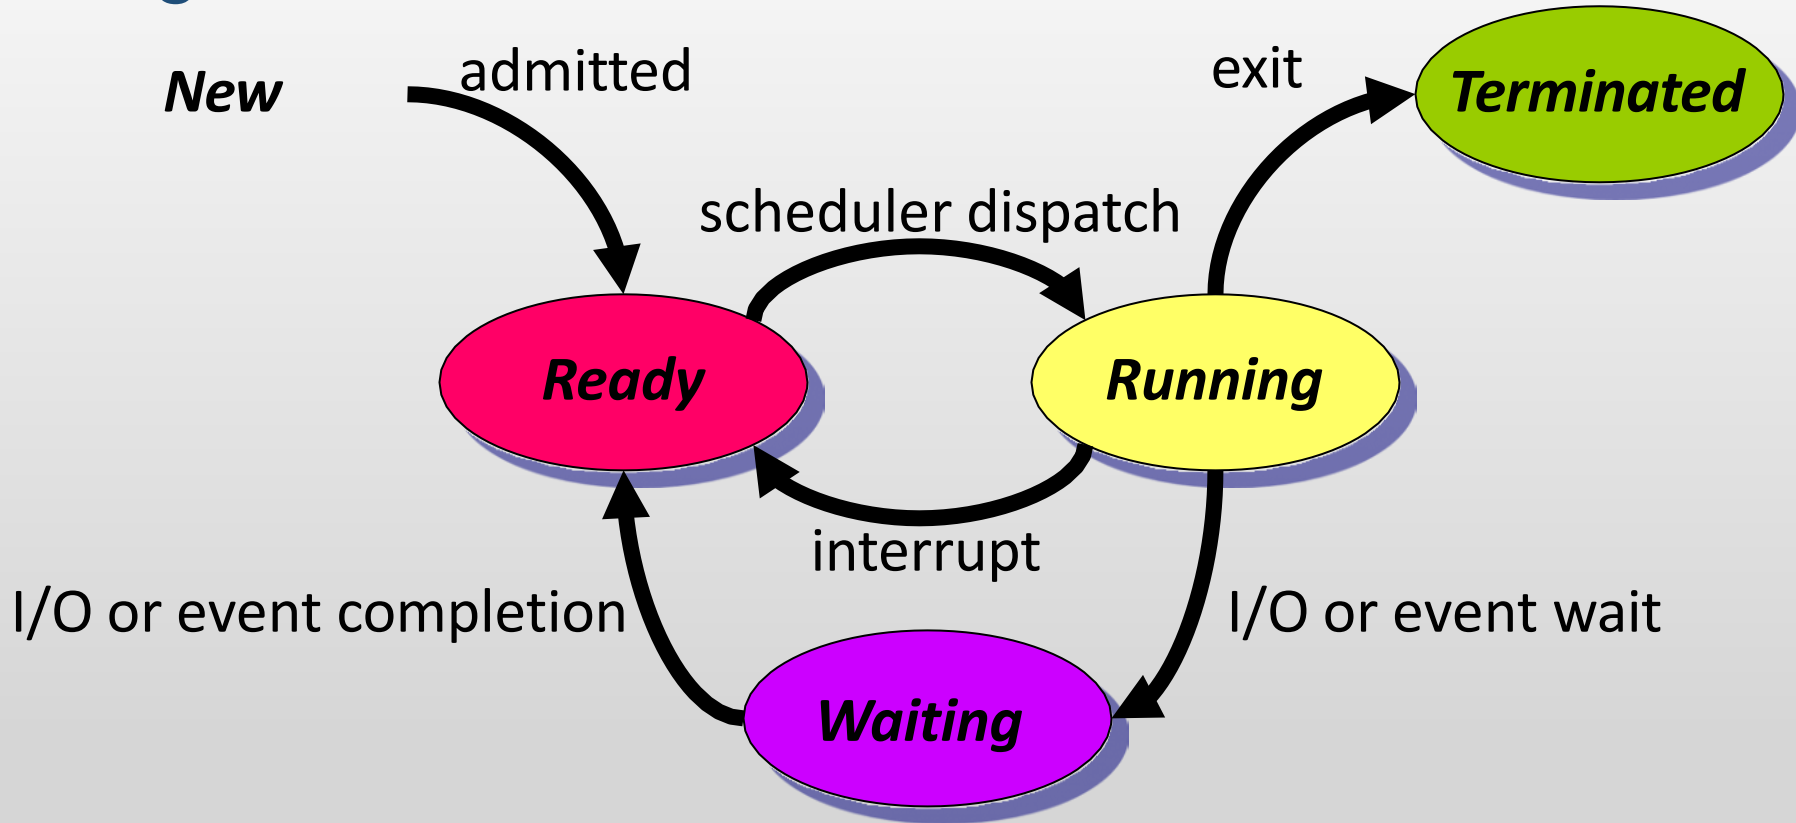 New
admitted
exit
Terminated
scheduler dispatch
Ready
Running
interrupt
I/O or event completion
I/O or event wait
Waiting